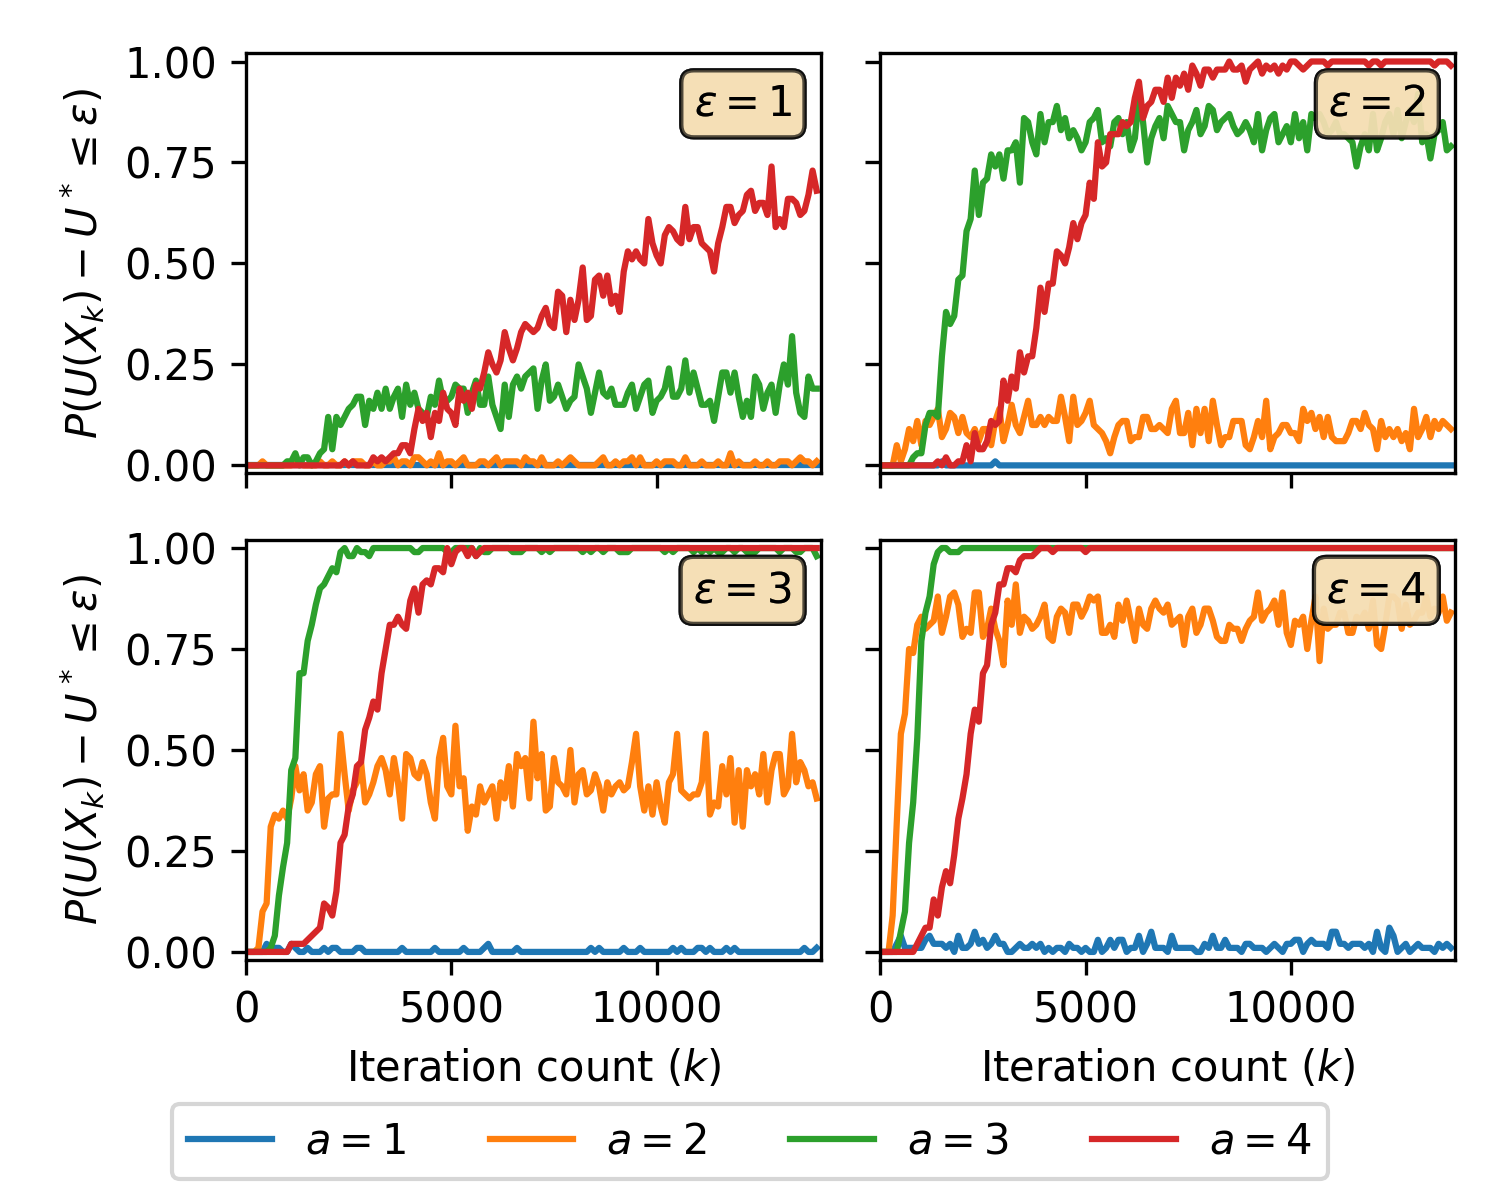 1.00
0.75
0.50
0.25
0.00
P(U(X_k) − U* ≤ ε)
ε = 1
ε = 2
1.00
0.75
0.50
0.25
0.00
P(U(X_k) − U* ≤ ε)
ε = 3
ε = 4
0 5000 10000
0 5000 10000
Iteration count (k)
Iteration count (k)
a = 1 a = 2 a = 3 a = 4